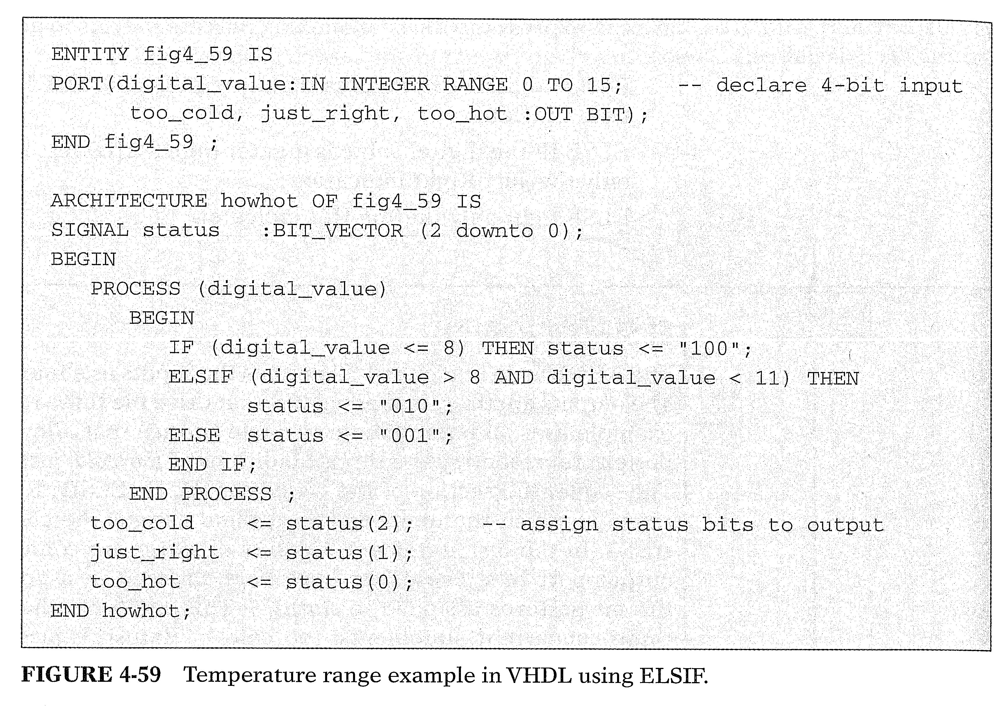 ENTITY fig4_59 IS
PORT(digital_value:IN INTEGER RANGE 0 TO 15;    -- declare 4-bit input
      too_cold, just_right, too_hot :OUT BIT);
END fig4_59 ;
ARCHITECTURE howhot OF fig4_59 IS
SIGNAL status   :BIT_VECTOR (2 downto 0);
BEGIN
   PROCESS (digital_value)
      BEGIN
         IF (digital_value <= 8) THEN status <= "100";
         ELSIF (digital_value > 8 AND digital_value < 11) THEN
               status <= "010";
         ELSE  status <= "001";
         END IF;
      END PROCESS ;
   too_cold    <= status(2);     -- assign status bits to output
   just_right  <= status(1);
   too_hot     <= status(0);
END howhot;
FIGURE 4-59 Temperature range example in VHDL using ELSIF.